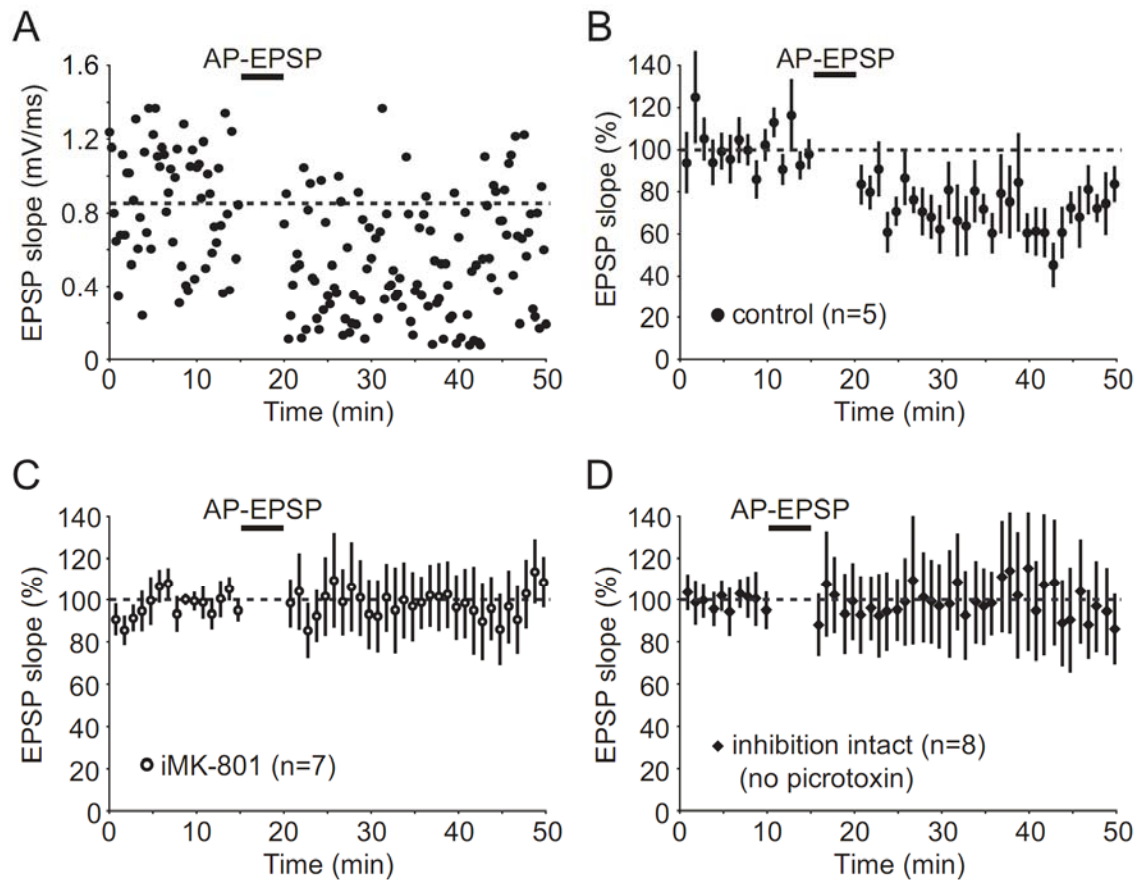 A
AP-EPSP
EPSP slope (mV/ms)
1.6
1.2
0.8
0.4
0
0 10 20 30 40 50
Time (min)
B
AP-EPSP
EPSP slope (%)
140
120
100
80
60
40
20
0
control (n=5)
0 10 20 30 40 50
Time (min)
C
AP-EPSP
EPSP slope (%)
140
120
100
80
60
40
20
0
iMK-801 (n=7)
0 10 20 30 40 50
Time (min)
D
AP-EPSP
EPSP slope (%)
140
120
100
80
60
40
20
0
inhibition intact (n=8)
(no picrotoxin)
0 10 20 30 40 50
Time (min)